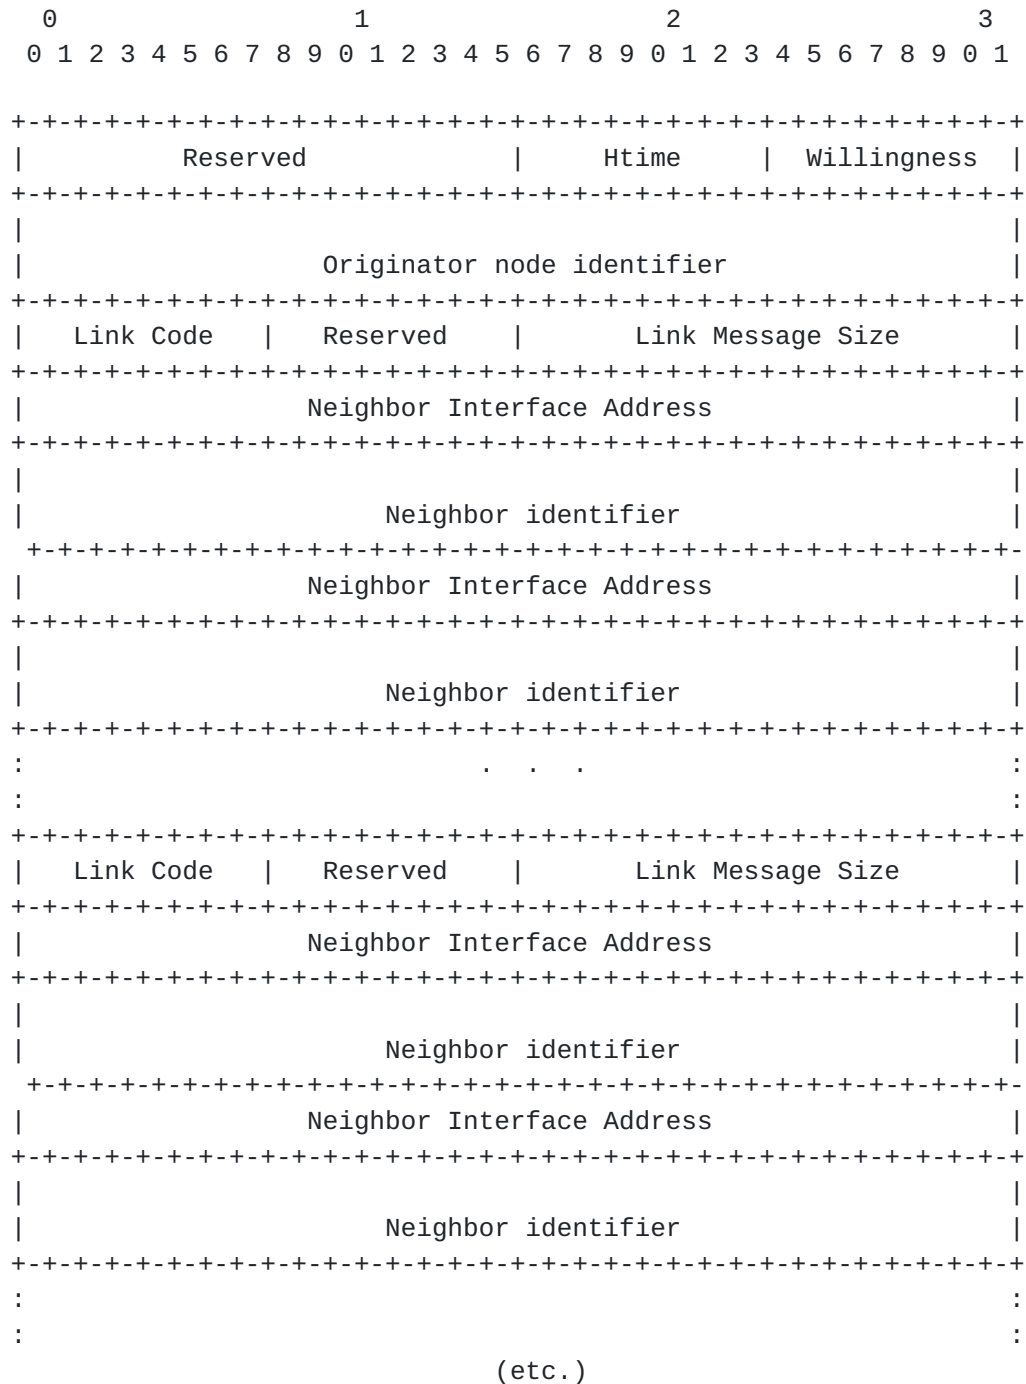 0                   1                   2                   3
0 1 2 3 4 5 6 7 8 9 0 1 2 3 4 5 6 7 8 9 0 1 2 3 4 5 6 7 8 9 0 1
+-+-+-+-+-+-+-+-+-+-+-+-+-+-+-+-+-+-+-+-+-+-+-+-+-+-+-+-+-+-+-+-+
|          Reserved             |     Htime     |  Willingness  |
+-+-+-+-+-+-+-+-+-+-+-+-+-+-+-+-+-+-+-+-+-+-+-+-+-+-+-+-+-+-+-+-+
|                                                               |
|                   Originator node identifier                  |
+-+-+-+-+-+-+-+-+-+-+-+-+-+-+-+-+-+-+-+-+-+-+-+-+-+-+-+-+-+-+-+-+
|   Link Code   |   Reserved    |       Link Message Size       |
+-+-+-+-+-+-+-+-+-+-+-+-+-+-+-+-+-+-+-+-+-+-+-+-+-+-+-+-+-+-+-+-+
|                  Neighbor Interface Address                   |
+-+-+-+-+-+-+-+-+-+-+-+-+-+-+-+-+-+-+-+-+-+-+-+-+-+-+-+-+-+-+-+-+
|                                                               |
|                       Neighbor identifier                     |
 +-+-+-+-+-+-+-+-+-+-+-+-+-+-+-+-+-+-+-+-+-+-+-+-+-+-+-+-+-+-+-+-
|                  Neighbor Interface Address                   |
+-+-+-+-+-+-+-+-+-+-+-+-+-+-+-+-+-+-+-+-+-+-+-+-+-+-+-+-+-+-+-+-+
|                                                               |
|                       Neighbor identifier                     |
+-+-+-+-+-+-+-+-+-+-+-+-+-+-+-+-+-+-+-+-+-+-+-+-+-+-+-+-+-+-+-+-+
:                             .  .  .                           :
:                                                               :
+-+-+-+-+-+-+-+-+-+-+-+-+-+-+-+-+-+-+-+-+-+-+-+-+-+-+-+-+-+-+-+-+
|   Link Code   |   Reserved    |       Link Message Size       |
+-+-+-+-+-+-+-+-+-+-+-+-+-+-+-+-+-+-+-+-+-+-+-+-+-+-+-+-+-+-+-+-+
|                  Neighbor Interface Address                   |
+-+-+-+-+-+-+-+-+-+-+-+-+-+-+-+-+-+-+-+-+-+-+-+-+-+-+-+-+-+-+-+-+
|                                                               |
|                       Neighbor identifier                     |
 +-+-+-+-+-+-+-+-+-+-+-+-+-+-+-+-+-+-+-+-+-+-+-+-+-+-+-+-+-+-+-+-
|                  Neighbor Interface Address                   |
+-+-+-+-+-+-+-+-+-+-+-+-+-+-+-+-+-+-+-+-+-+-+-+-+-+-+-+-+-+-+-+-+
|                                                               |
|                       Neighbor identifier                     |
+-+-+-+-+-+-+-+-+-+-+-+-+-+-+-+-+-+-+-+-+-+-+-+-+-+-+-+-+-+-+-+-+
:                                                               :
:                                                               :
(etc.)